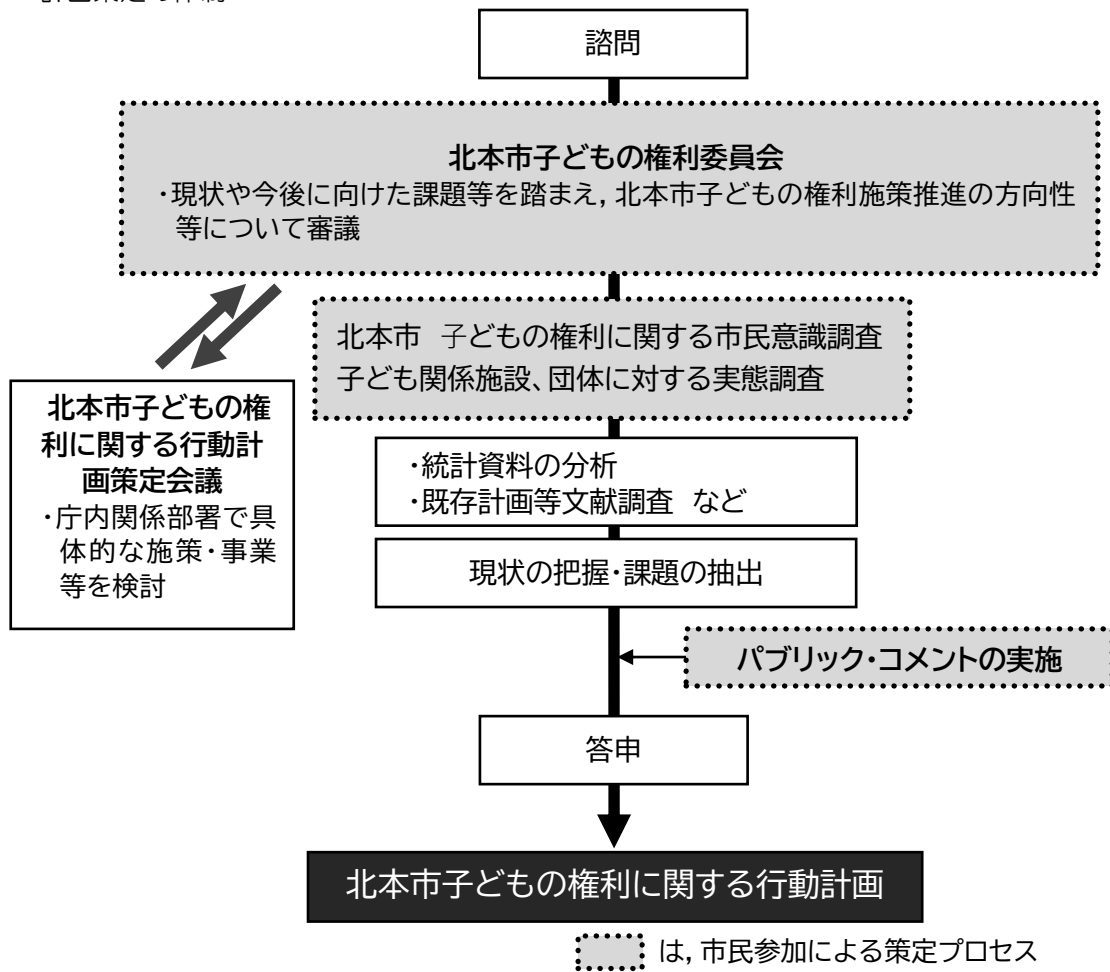 諮問
北本市子どもの権利委員会
・現状や今後に向けた課題等を踏まえ，北本市子どもの権利施策推進の方向性
等について審議
北本市　子どもの権利に関する市民意識調査
子ども関係施設、団体に対する実態調査
北本市子どもの権
利に関する行動計
画策定会議
・庁内関係部署で具
体的な施策・事業
等を検討
・統計資料の分析
・既存計画等文献調査　など
現状の把握・課題の抽出
パブリック・コメントの実施
答申
北本市子どもの権利に関する行動計画
は，市民参加による策定プロセス